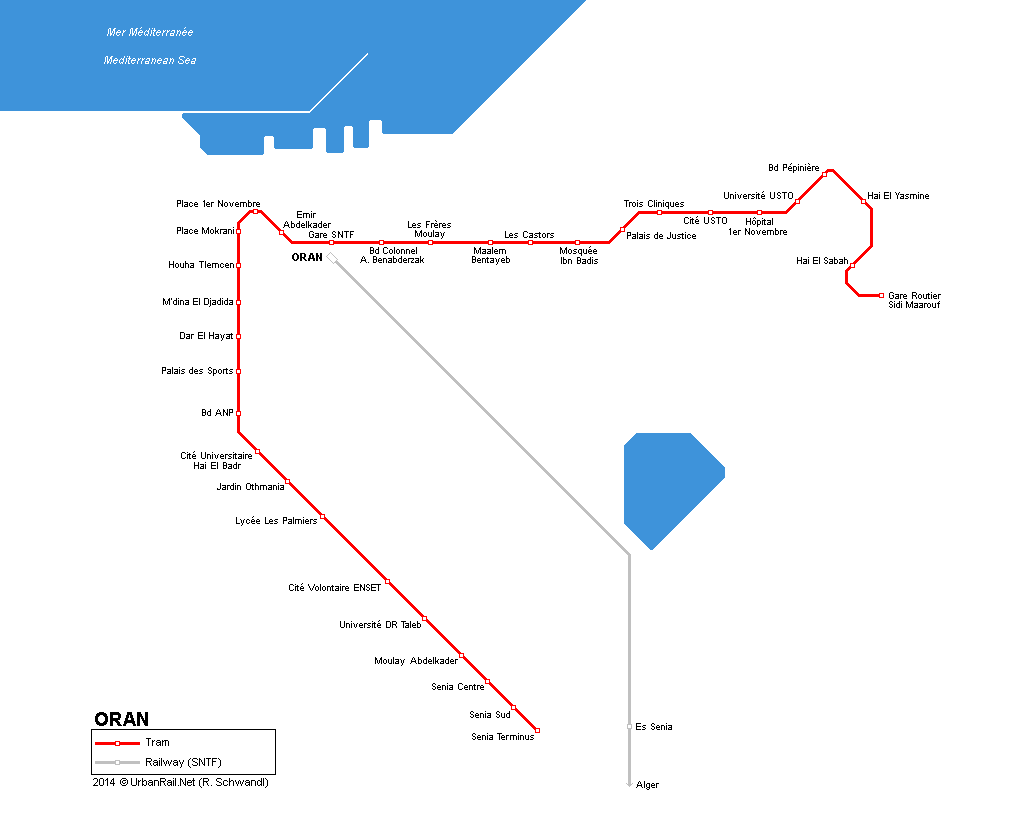 Mer Méditerranée
Mediterranean Sea
Bd Pépinière
Université USTO
Hai El Yasmine
Place 1er Novembre
Trois Cliniques
Emir
Abdelkader
Cité USTO
Hôpital
1er Novembre
Place Mokrani
Gare SNTF
Les Frères
Moulay
Les Castors
Palais de Justice
ORAN
Bd Colonnel
A. Benabderzak
Maalem
Bentayeb
Mosquée
Ibn Badis
Houha Tlemcen
Hai El Sabah
M'dina El Djadida
Gare Routier
Sidi Maarouf
Dar El Hayat
Palais des Sports
Bd ANP
Cité Universitaire
Hai El Badr
Jardin Othmania
Lycée Les Palmiers
Cité Volontaire ENSET
Université DR Taleb
Moulay Abdelkader
Senia Centre
Senia Sud
Senia Terminus
Es Senia
Alger
ORAN
Tram
Railway (SNTF)
2014 © UrbanRail.Net (R. Schwandl)